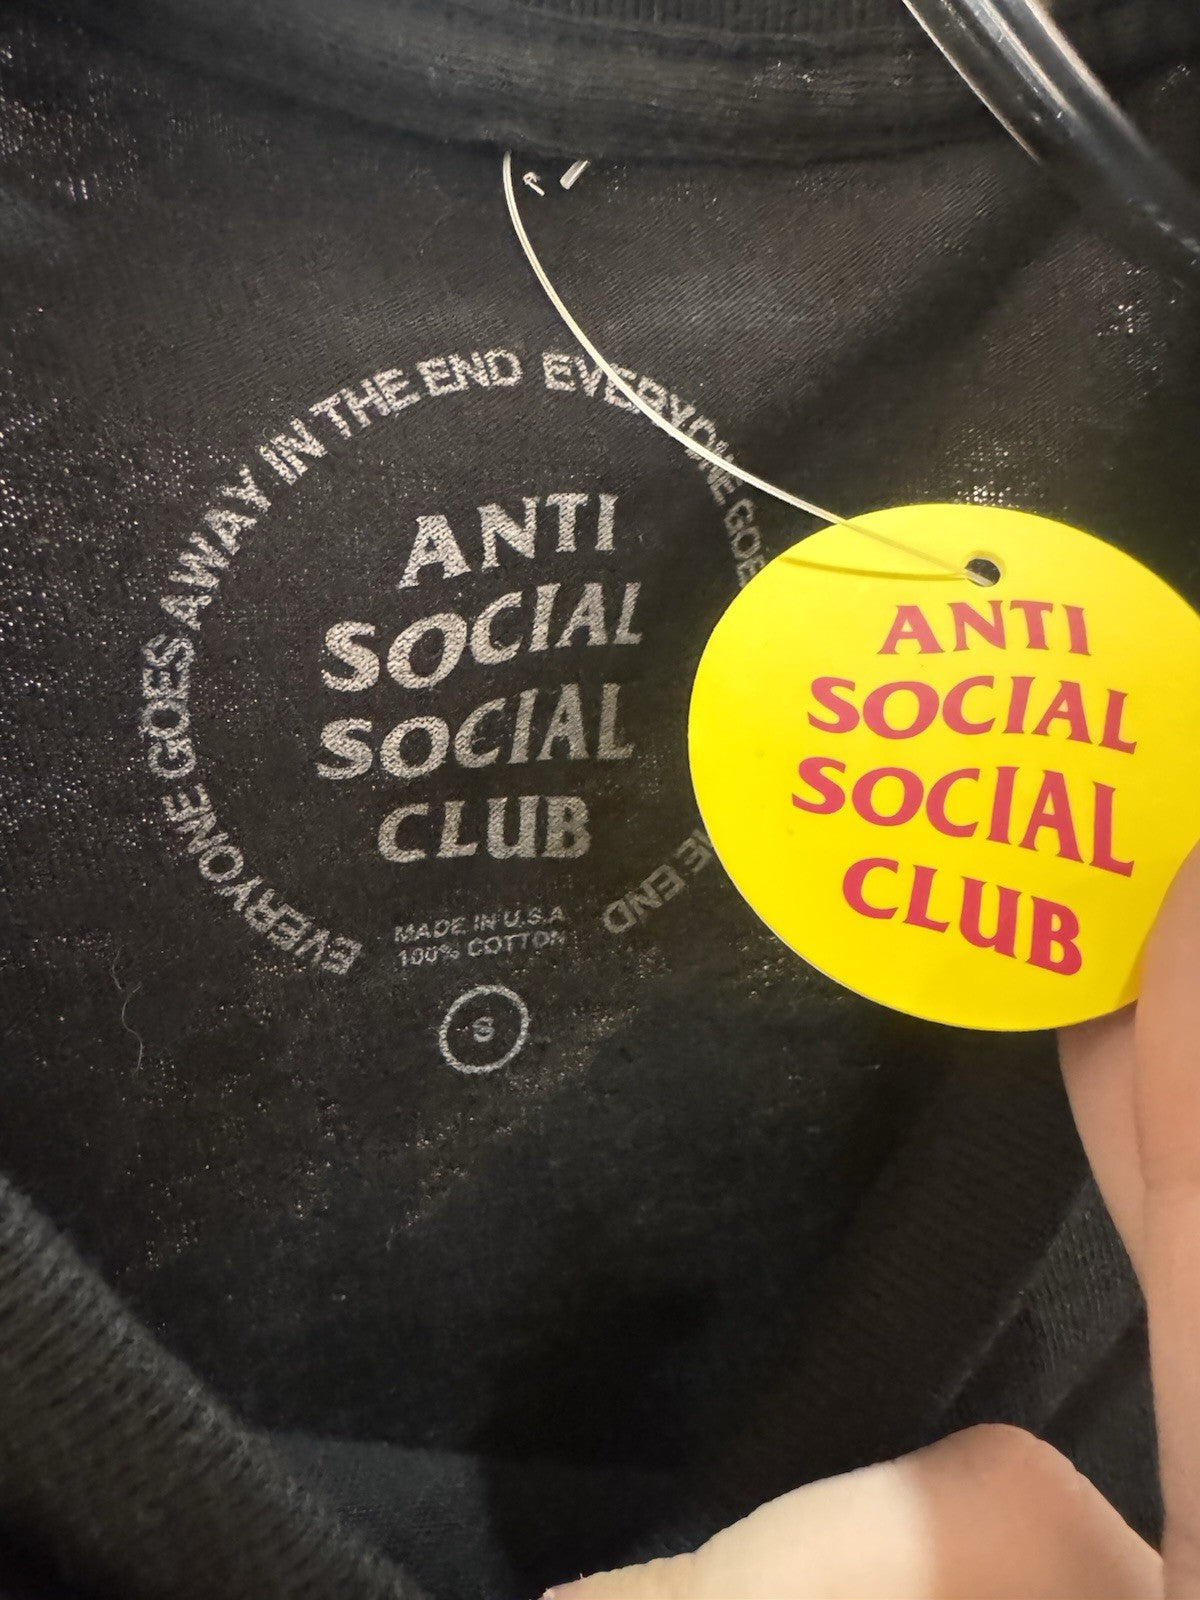 EVERYONE GOES AWAY IN THE END EVERYONE GOES
END
ANTI
SOCIAL
SOCIAL
CLUB
MADE IN U.S.A
100% COTTON
S
ANTI
SOCIAL
SOCIAL
CLUB